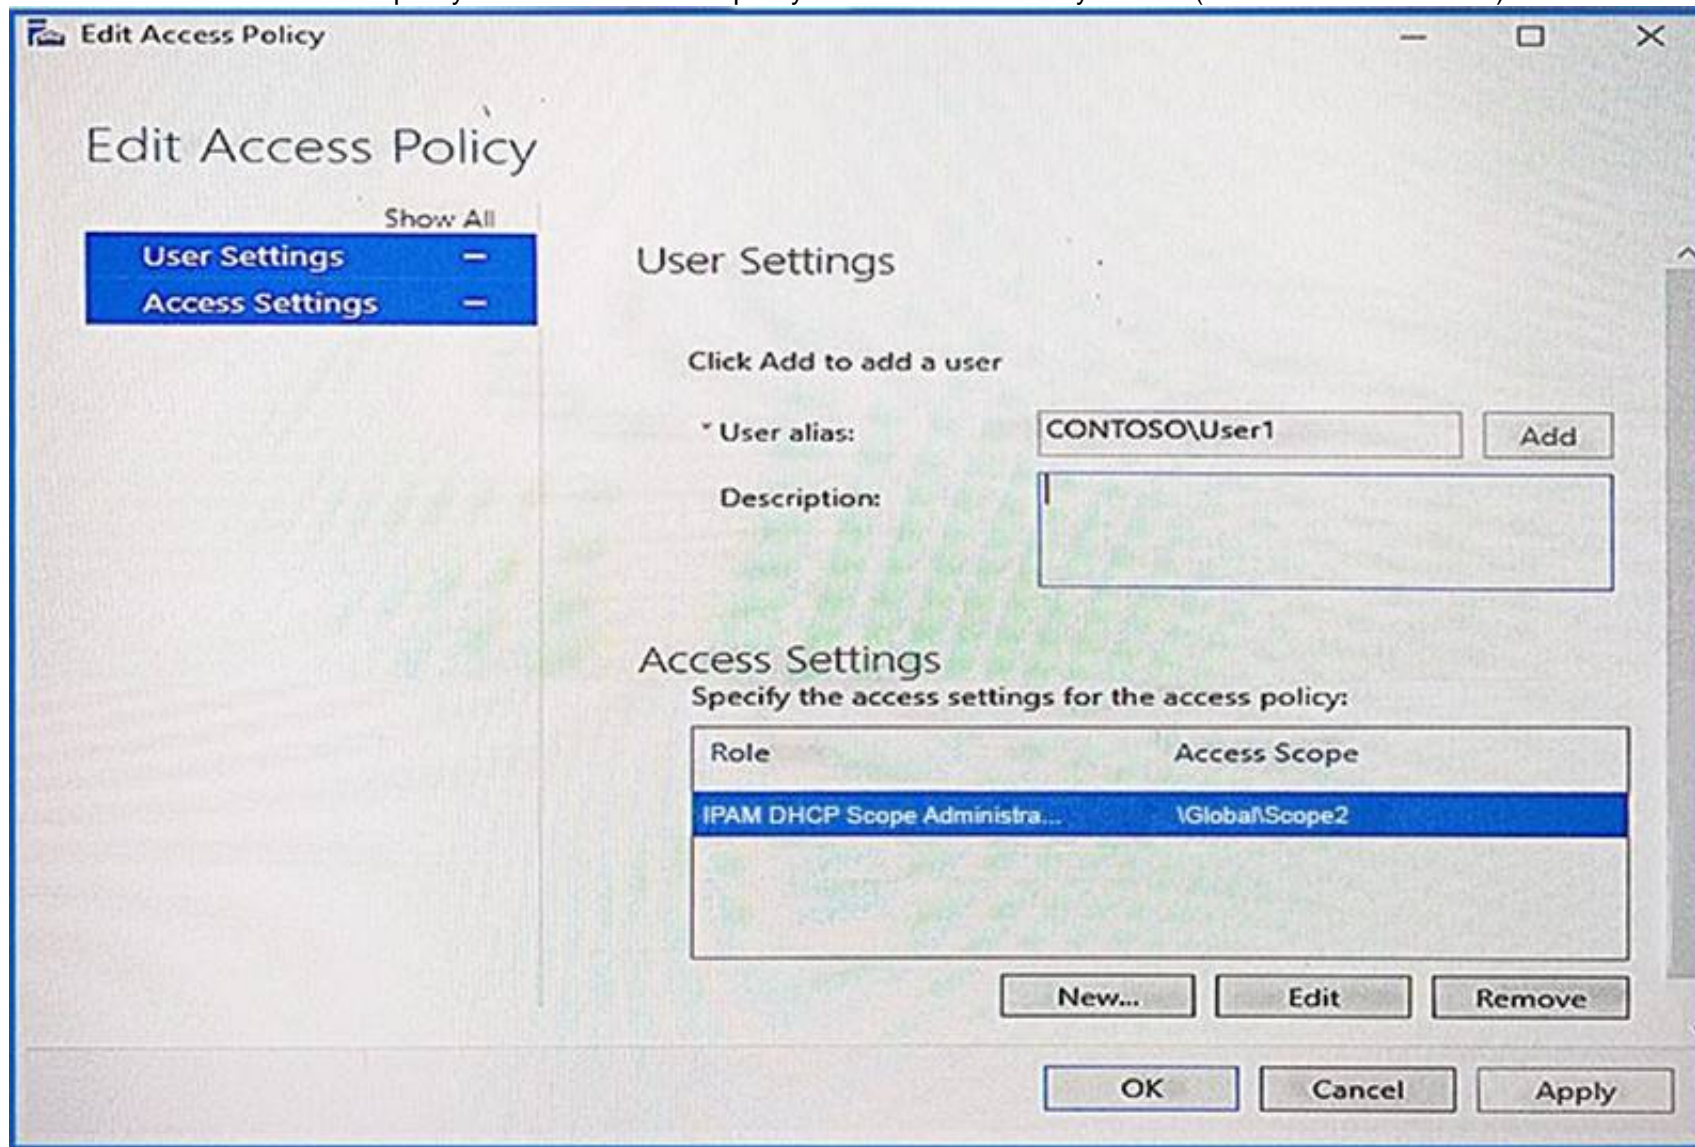 Edit Access Policy
Edit Access Policy
Show All
User Settings
Access Settings
User Settings
Click Add to add a user
* User alias: CONTOSO\User1 Add
Description:
Access Settings
Specify the access settings for the access policy:
Role Access Scope
IPAM DHCP Scope Administra... \Global\Scope2
New... Edit Remove
OK Cancel Apply